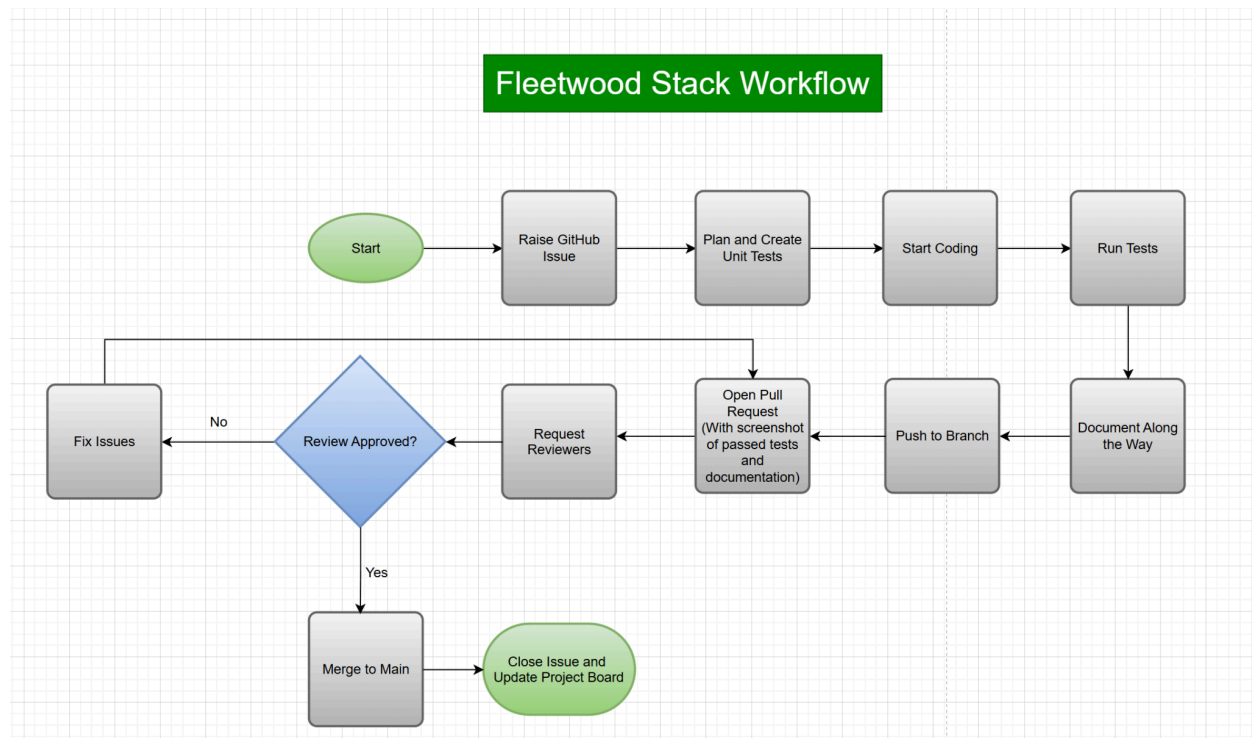 Fleetwood Stack Workflow
Start
Raise GitHub
Issue
Plan and Create
Unit Tests
Start Coding
Run Tests
Fix Issues
No
Review Approved?
Request
Reviewers
Open Pull
Request
(With screenshot
of passed tests
and
documentation)
Push to Branch
Document Along
the Way
Yes
Merge to Main
Close Issue and
Update Project Board